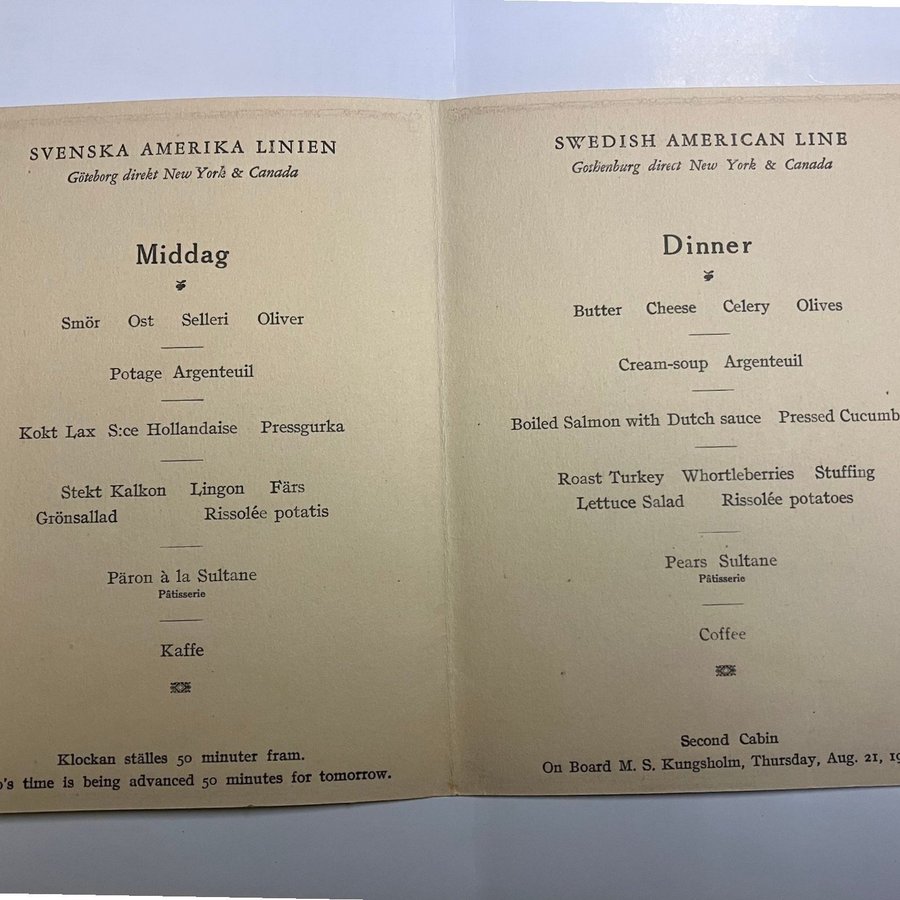 SVENSKA AMERIKA LINIEN
Göteborg direkt New York & Canada
Middag
Smör Ost Selleri Oliver
Potage Argenteuil
Kokt Lax S:ce Hollandaise Pressgurka
Stekt Kalkon Lingon Färs
Grönsallad Rissolée potatis
Päron à la Sultane
Pâtisserie
Kaffe
Klockan ställes 50 minuter fram.
time is being advanced 50 minutes for tomorrow.
SWEDISH AMERICAN LINE
Gothenburg direct New York & Canada
Dinner
Butter Cheese Celery Olives
Cream-soup Argenteuil
Boiled Salmon with Dutch sauce Pressed
Roast Turkey Whortleberries Stuffing
Lettuce Salad Rissolée potatoes
Pears Sultane
Pâtisserie
Coffee
Second Cabin
On Board M. S. Kungsholm, Thursday, Aug. 21,